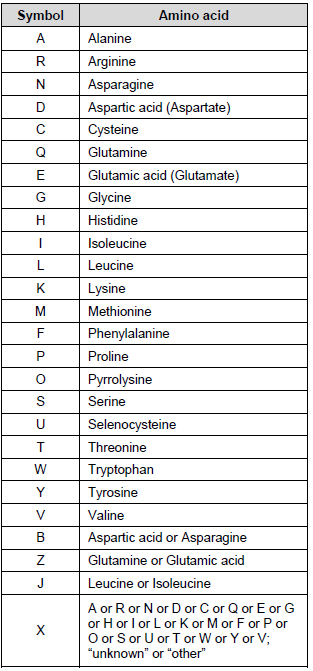 Symbol Amino acid
A Alanine
R Arginine
N Asparagine
D Aspartic acid (Aspartate)
C Cysteine
Q Glutamine
E Glutamic acid (Glutamate)
G Glycine
H Histidine
I Isoleucine
L Leucine
K Lysine
M Methionine
F Phenylalanine
P Proline
O Pyrrolysine
S Serine
U Selenocysteine
T Threonine
W Tryptophan
Y Tyrosine
V Valine
B Aspartic acid or Asparagine
Z Glutamine or Glutamic acid
J Leucine or Isoleucine
X A or R or N or D or C or Q or E or G
or H or I or L or K or M or F or P or
O or S or U or T or W or Y or V;
“unknown” or “other”